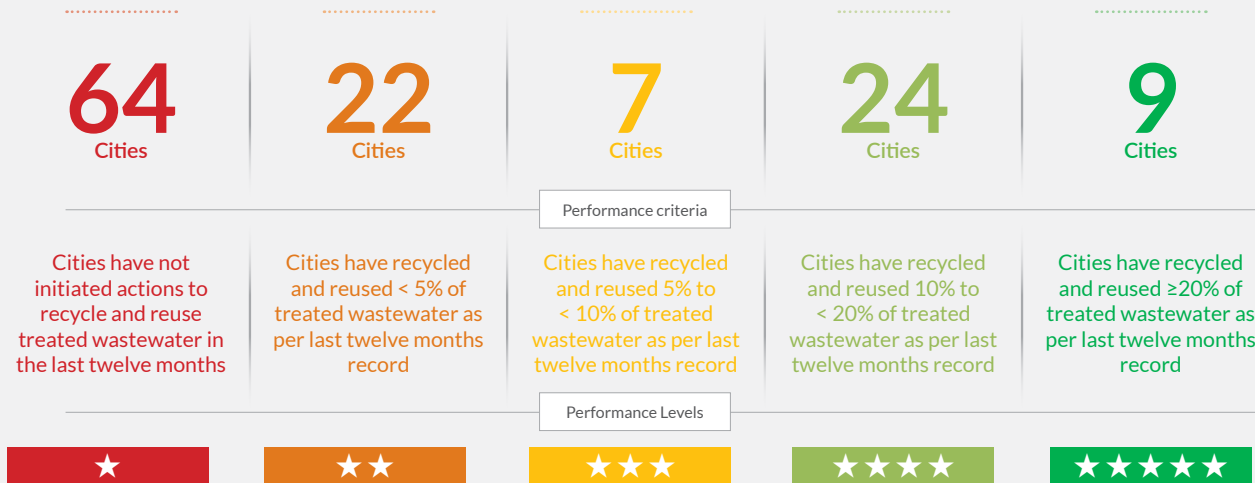 64
Cities
22
Cities
7
Cities
24
Cities
9
Cities
Performance criteria
Cities have not
initiated actions to
recycle and reuse
treated wastewater in
the last twelve months
Cities have recycled
and reused < 5% of
treated wastewater as
per last twelve months
record
Cities have recycled
and reused 5% to
< 10% of treated
wastewater as per last
twelve months record
Cities have recycled
and reused 10% to
< 20% of treated
wastewater as per last
twelve months record
Cities have recycled
and reused ≥20% of
treated wastewater as
per last twelve months
record
Performance Levels